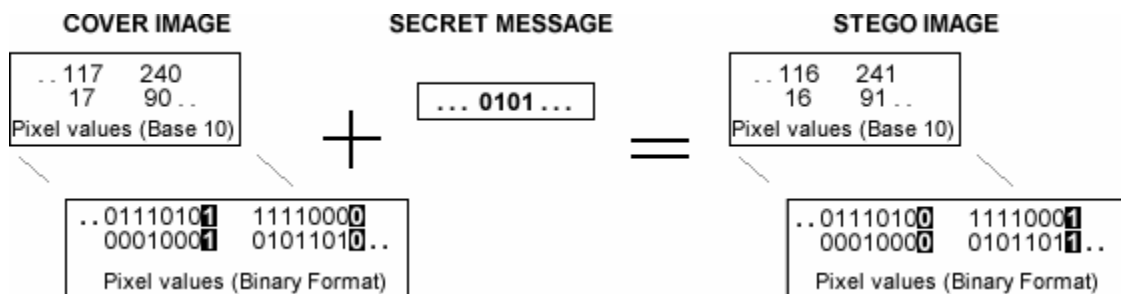 COVER IMAGE SECRET MESSAGE STEGO IMAGE
. . 117 240
17 90 . .
Pixel values (Base 10)
+
. . . 0101 . . .
=
. . 116 241
16 91 . .
Pixel values (Base 10)
. . 01110101 11110000
00010001 01011010 . .
Pixel values (Binary Format)
. . 01110100 11110001
00010000 01011011 . .
Pixel values (Binary Format)